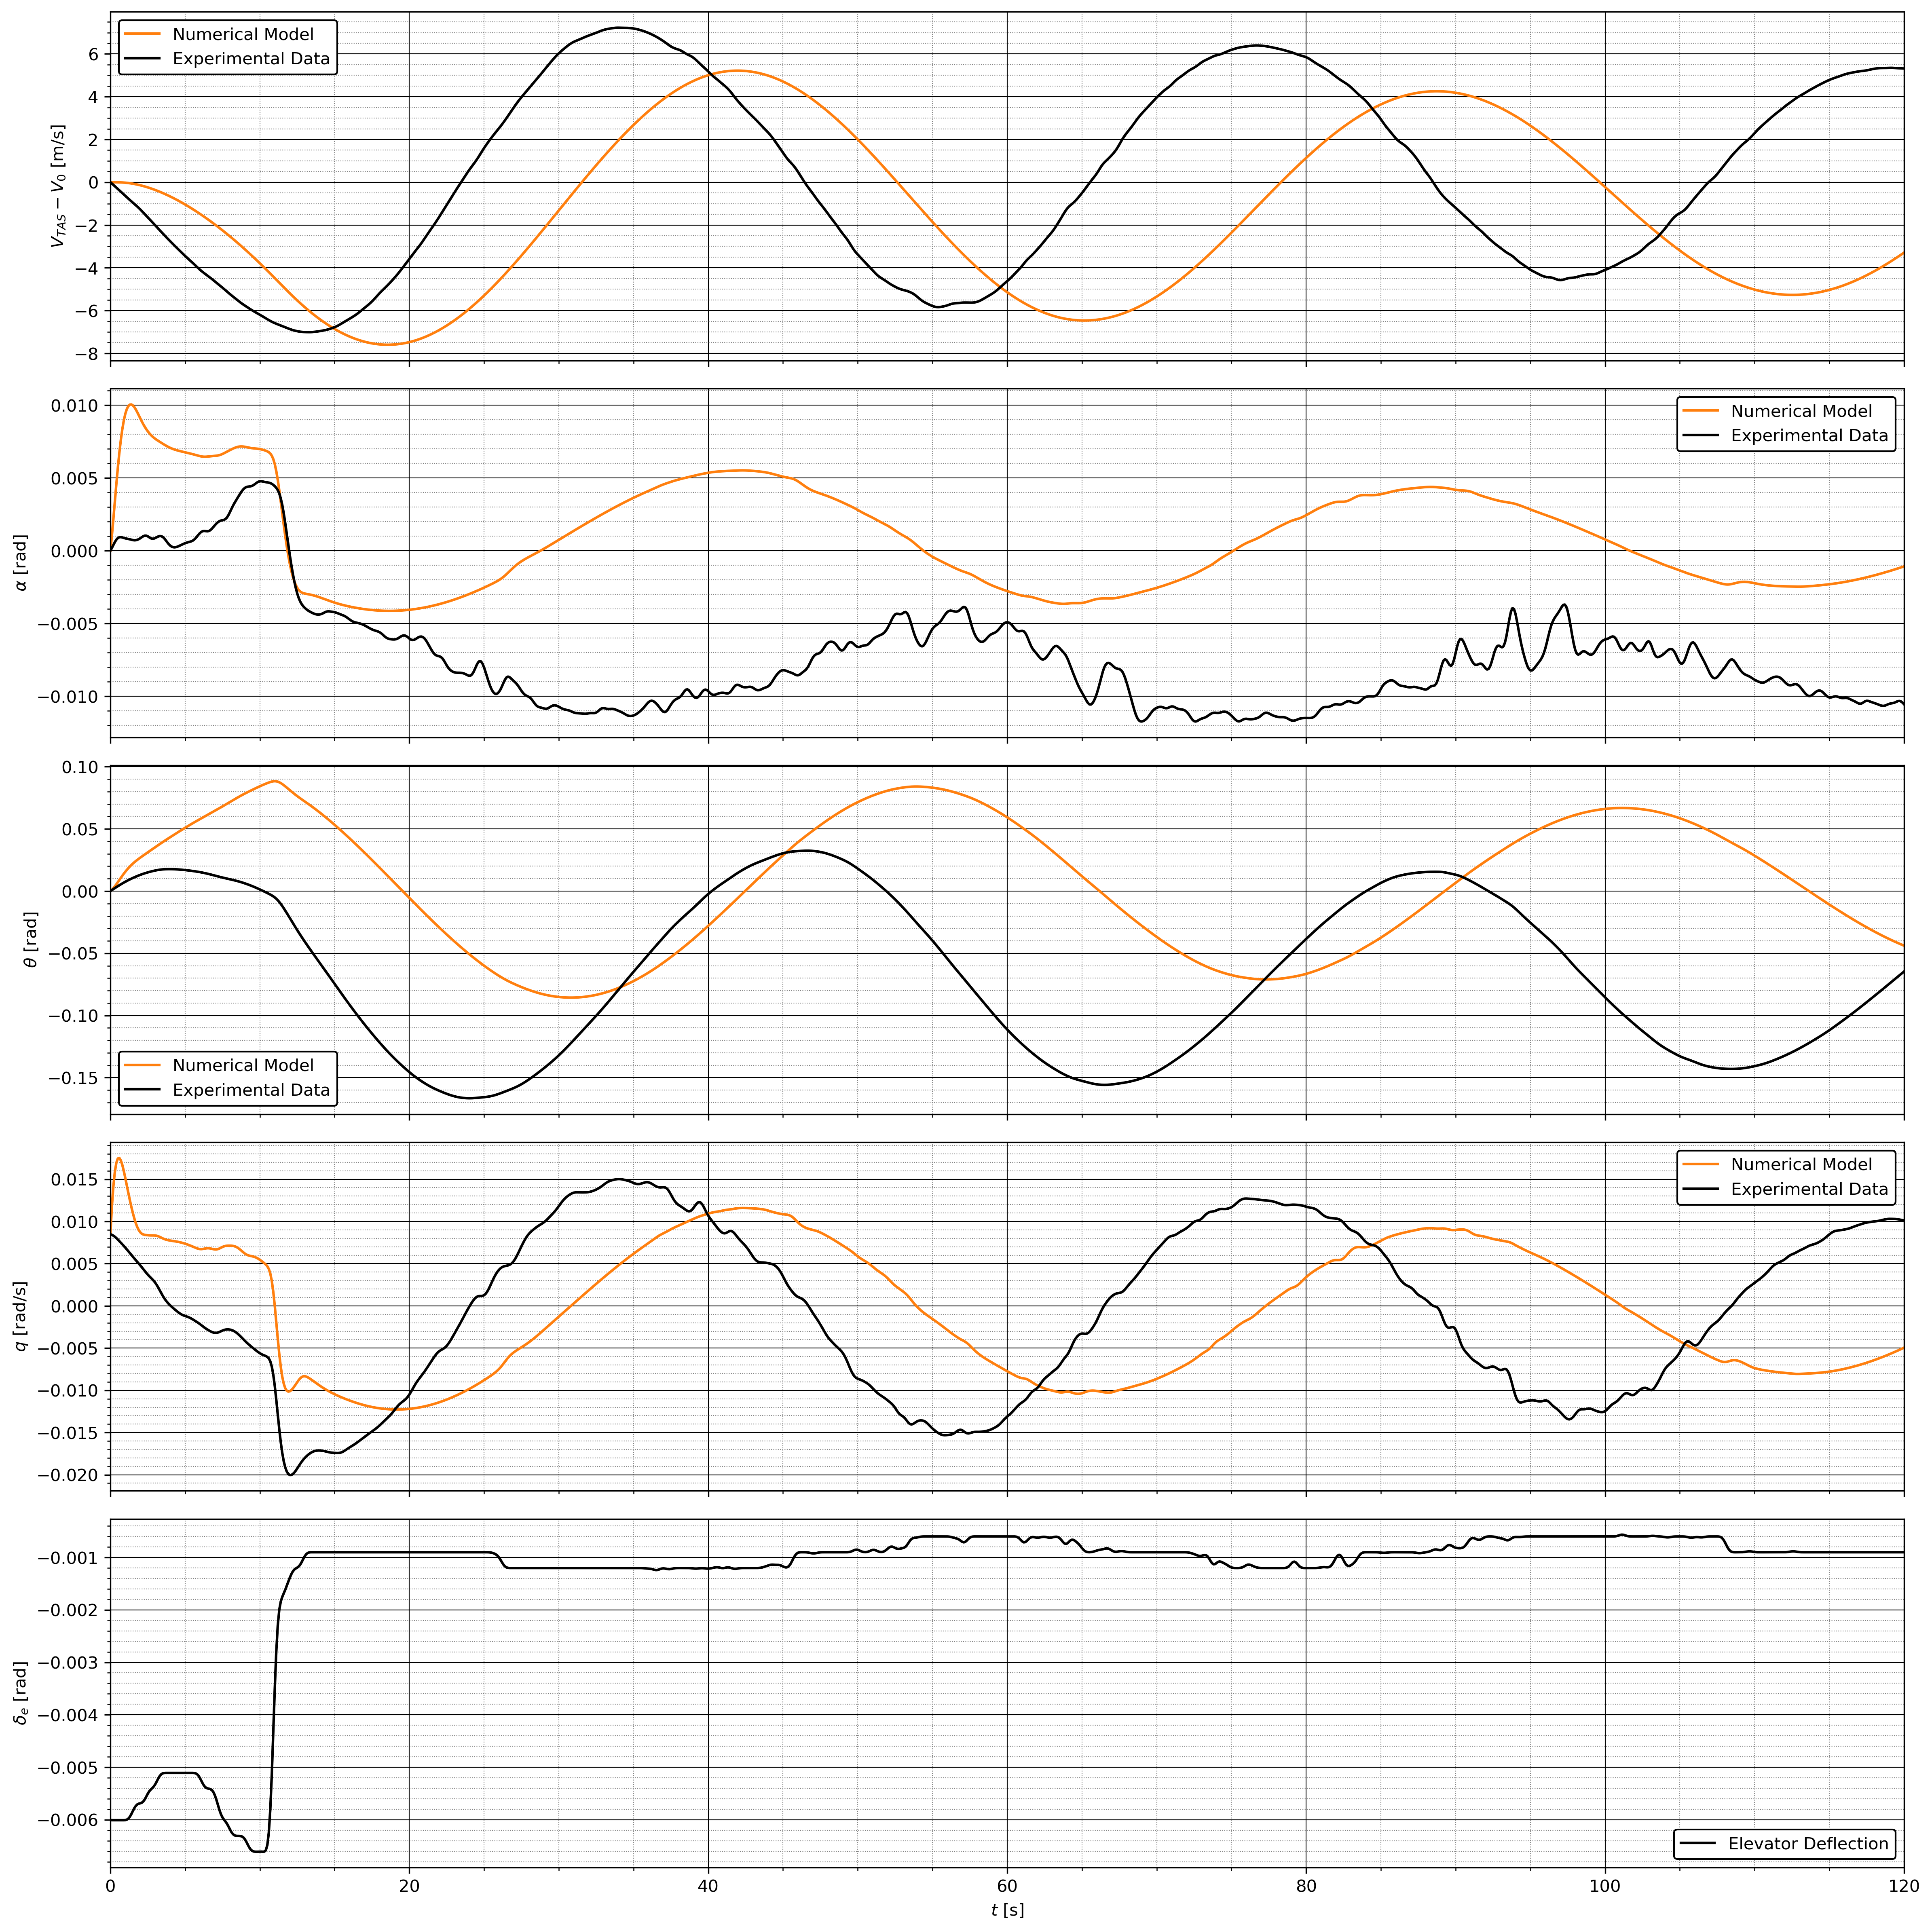 Numerical Model
Experimental Data
6
4
2
0
−2
−4
−6
−8
V_TAS − V_0 [m/s]
Numerical Model
Experimental Data
0.010
0.005
0.000
−0.005
−0.010
α [rad]
0.10
0.05
0.00
−0.05
−0.10
−0.15
θ [rad]
Numerical Model
Experimental Data
Numerical Model
Experimental Data
0.015
0.010
0.005
0.000
−0.005
−0.010
−0.015
−0.020
q [rad/s]
−0.001
−0.002
−0.003
−0.004
−0.005
−0.006
δ_e [rad]
Elevator Deflection
0 20 40 60 80 100 120
t [s]